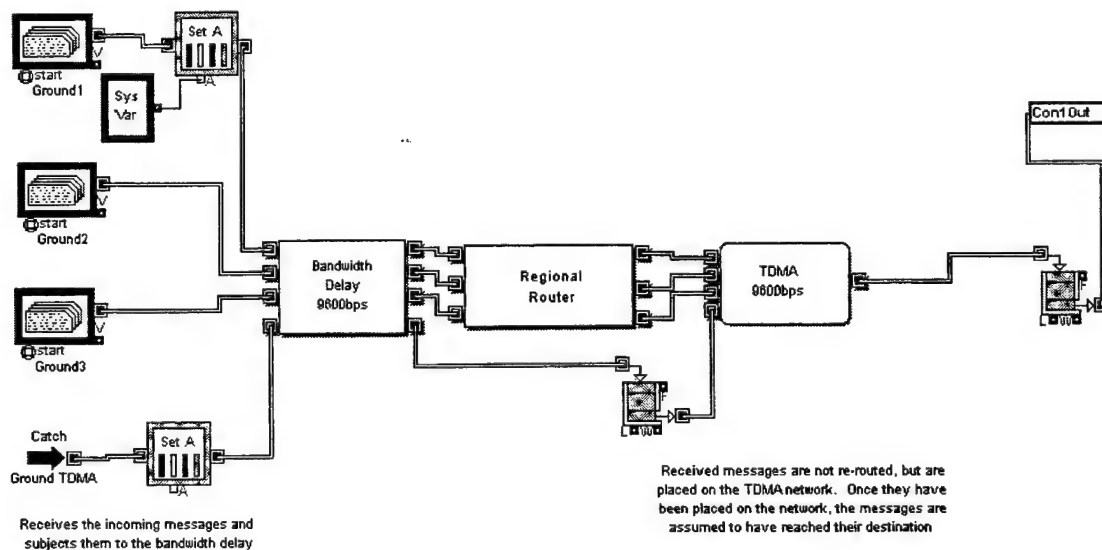 Set A
start
Ground1
A
Sys
Var
V
start
Ground2
V
start
Ground3
V
Bandwidth
Delay
9600bps
Regional
Router
TDMA
9600bps
Con1Out
F
L W
F
L W
Catch
Ground TDMA
Set A
A
Receives the incoming messages and
subjects them to the bandwidth delay
Received messages are not re-routed, but are
placed on the TDMA network. Once they have
been placed on the network, the messages are
assumed to have reached their destination